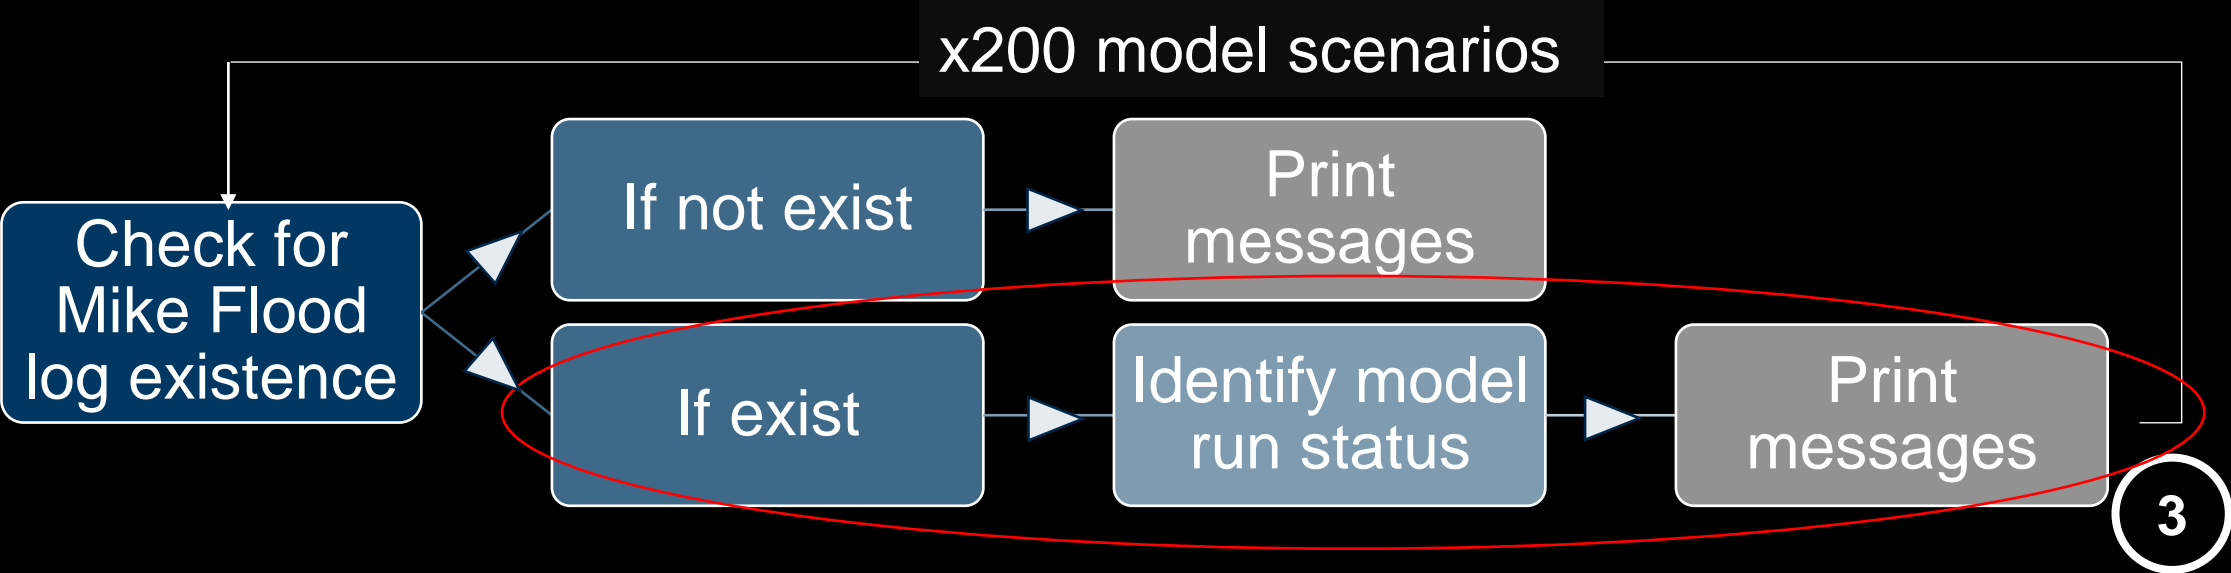 x200 model scenarios
Check for
Mike Flood
log existence
If not exist
Print
messages
If exist
Identify model
run status
Print
messages
3